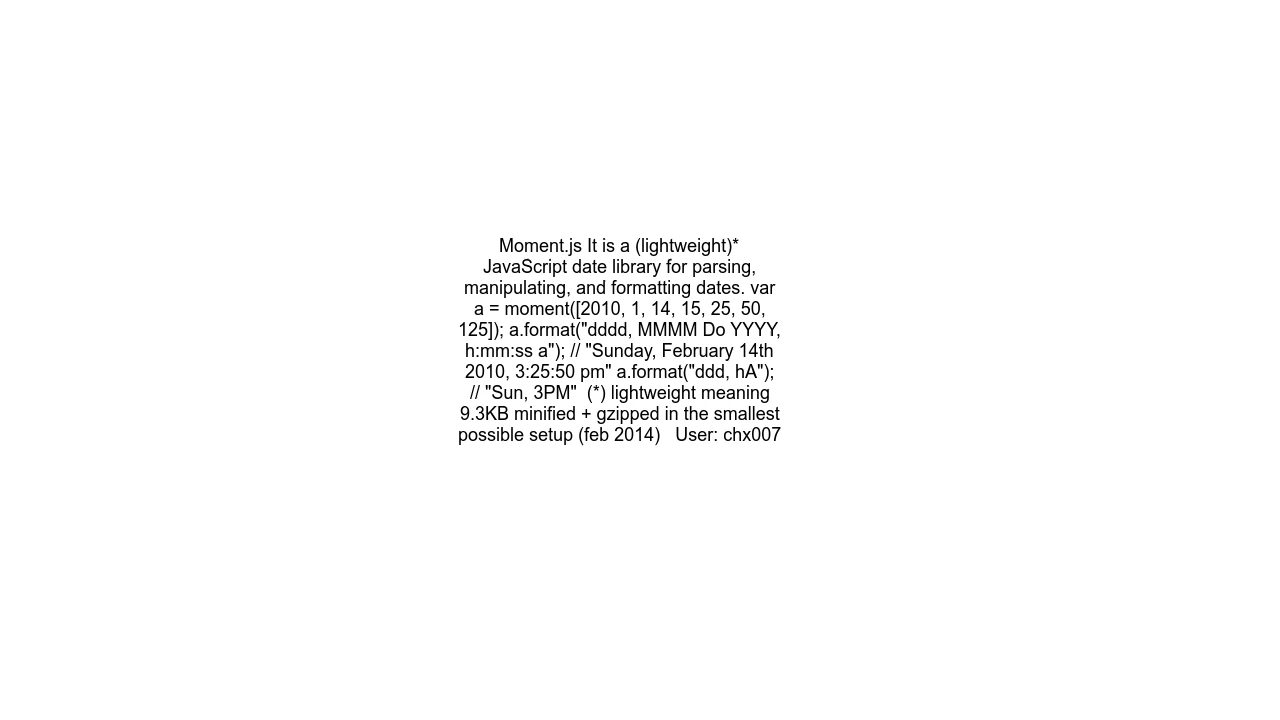 Moment.js It is a (lightweight)*
JavaScript date library for parsing,
manipulating, and formatting dates. var
a = moment([2010, 1, 14, 15, 25, 50,
125]); a.format("dddd, MMMM Do YYYY,
h:mm:ss a"); // "Sunday, February 14th
2010, 3:25:50 pm" a.format("ddd, hA");
// "Sun, 3PM"  (*) lightweight meaning
9.3KB minified + gzipped in the smallest
possible setup (feb 2014)   User: chx007